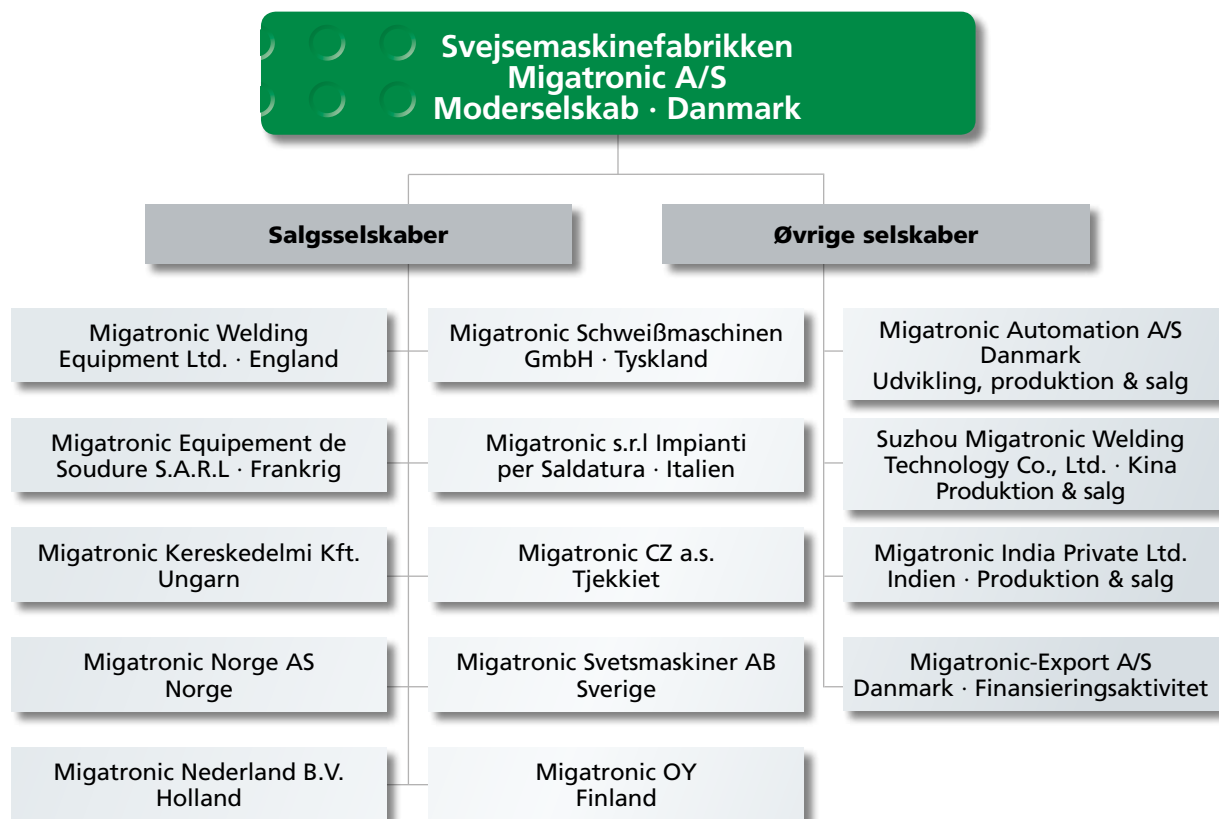 Svejsemaskinefabrikken
Migatronic A/S
Moderselskab · Danmark
Salgsselskaber
Øvrige selskaber
Migatronic Welding
Equipment Ltd. · England
Migatronic Schweißmaschinen
GmbH · Tyskland
Migatronic Automation A/S
Danmark
Udvikling, produktion & salg
Migatronic Equipement de
Soudure S.A.R.L · Frankrig
Migatronic s.r.l Impianti
per Saldatura · Italien
Suzhou Migatronic Welding
Technology Co., Ltd. · Kina
Produktion & salg
Migatronic Kereskedelmi Kft.
Ungarn
Migatronic CZ a.s.
Tjekkiet
Migatronic India Private Ltd.
Indien · Produktion & salg
Migatronic Norge AS
Norge
Migatronic Svetsmaskiner AB
Sverige
Migatronic-Export A/S
Danmark · Finansieringsaktivitet
Migatronic Nederland B.V.
Holland
Migatronic OY
Finland